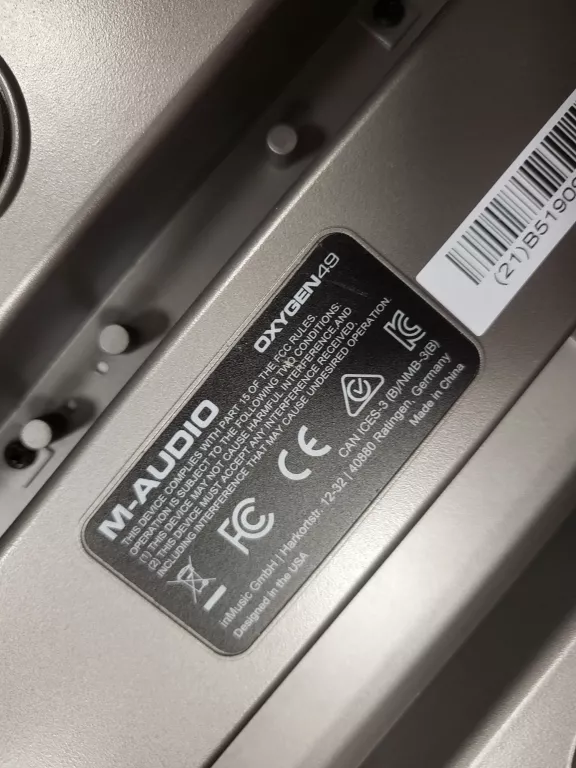 M-AUDIO
OXYGEN49
THIS DEVICE COMPLIES WITH PART 15 OF THE FCC RULES.
OPERATION IS SUBJECT TO THE FOLLOWING TWO CONDITIONS:
(1) THIS DEVICE MAY NOT CAUSE HARMFUL INTERFERENCE AND
(2) THIS DEVICE MUST ACCEPT ANY INTERFERENCE RECEIVED,
INCLUDING INTERFERENCE THAT MAY CAUSE UNDESIRED OPERATION.
FC CE
CAN ICES-3 (B)/NMB-3(B)
inMusic GmbH | Harkortstr. 12-32 | 40880 Ratingen, Germany
Designed in the USA
Made in China
(21)B5190